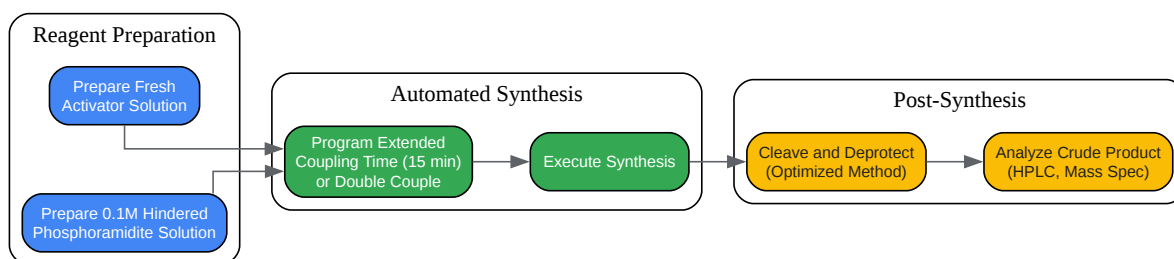 Reagent Preparation
Prepare Fresh
Activator Solution
Prepare 0.1M Hindered
Phosphoramidite Solution
Automated Synthesis
Program Extended
Coupling Time (15 min)
or Double Couple
Execute Synthesis
Post-Synthesis
Cleave and Deprotect
(Optimized Method)
Analyze Crude Product
(HPLC, Mass Spec)